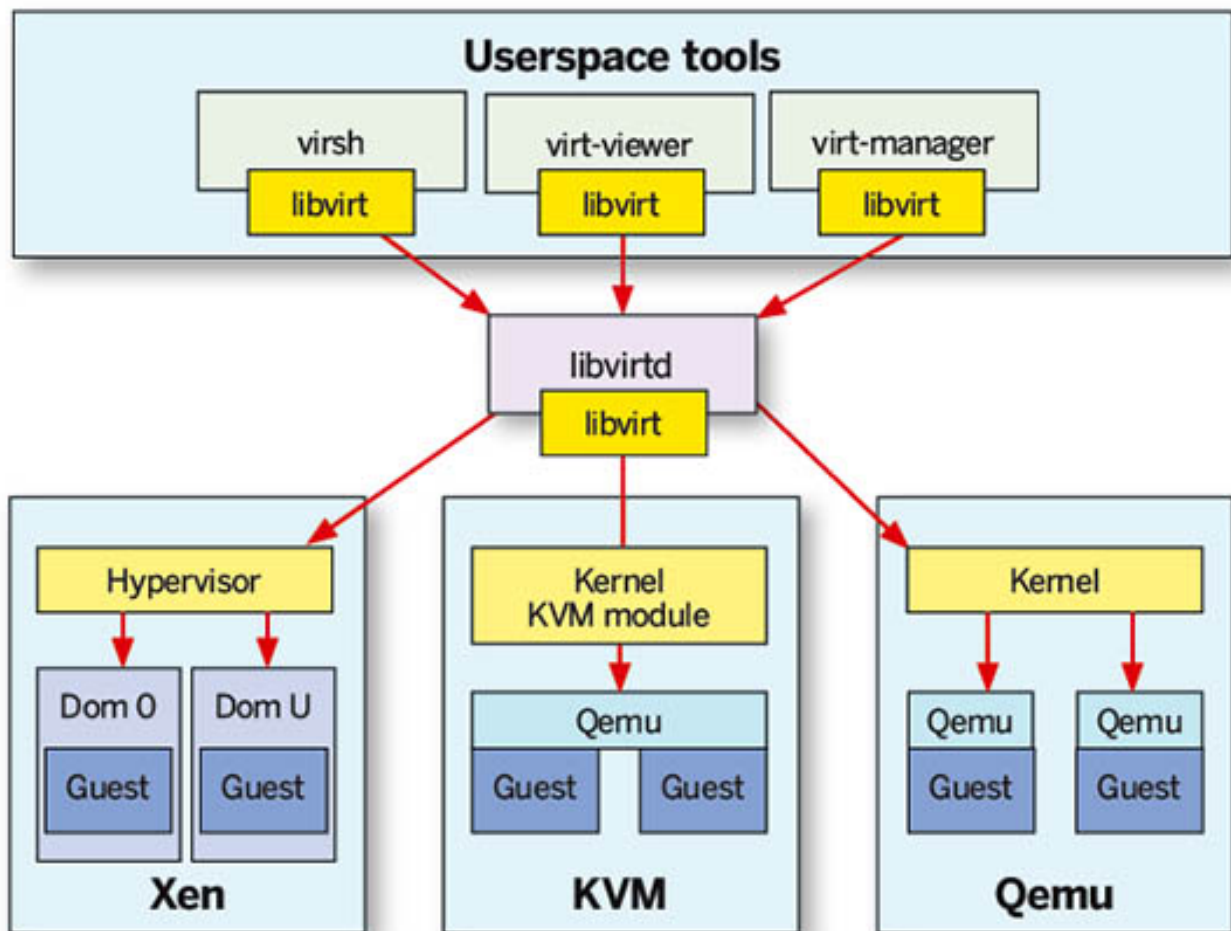 Userspace tools
virsh
virt-viewer
virt-manager
libvirt
libvirt
libvirt
libvirtd
libvirt
Hypervisor
Dom 0
Dom U
Guest
Guest
Xen
Kernel
KVM module
Qemu
Guest
Guest
KVM
Kernel
Qemu
Qemu
Guest
Guest
Qemu